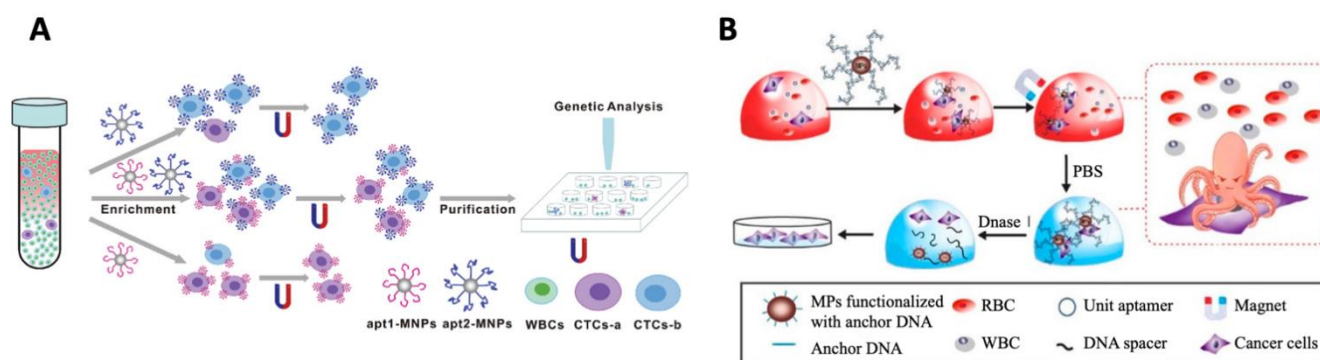 A
Genetic Analysis
Enrichment
Purification
apt1-MNPs
apt2-MNPs
WBCs
CTCs-a
CTCs-b
B
PBS
Dnase I
MPs functionalized
with anchor DNA
Anchor DNA
RBC
WBC
Unit aptamer
DNA spacer
Magnet
Cancer cells